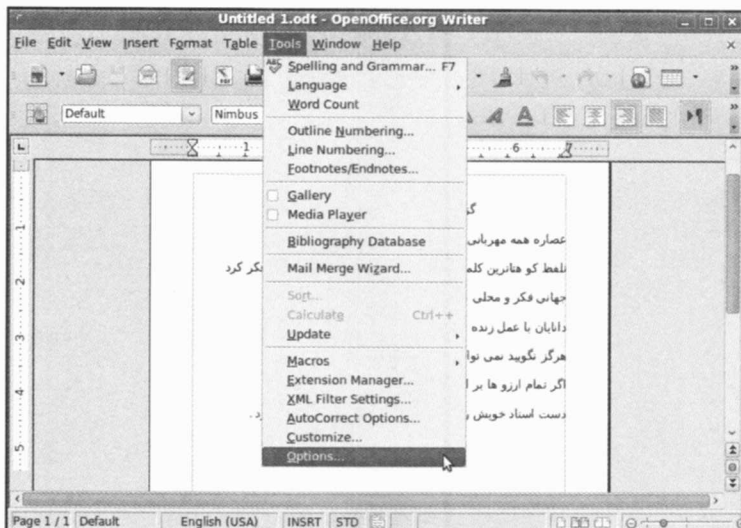 Untitled 1.odt - OpenOffice.org Writer
File Edit View Insert Format Table Tools Window Help
Spelling and Grammar... F7
Language
Word Count
Default
Nimbus
Outline Numbering...
Line Numbering...
Footnotes/Endnotes...
Gallery
Media Player
Bibliography Database
Mail Merge Wizard...
Sort...
Calculate Ctrl++
Update
Macros
Extension Manager...
XML Filter Settings...
AutoCorrect Options...
Customize...
Options...
عصاره همه مهربانی
تلفظ کو هتانرین کلم
جهانی فکر و محلی
دانایان با عمل زنده
هرگز نگویید نمی توا
اگر تمام ارزو ها بر ا
دست استاد خویش ر
Page 1 / 1 Default English (USA) INSRT STD